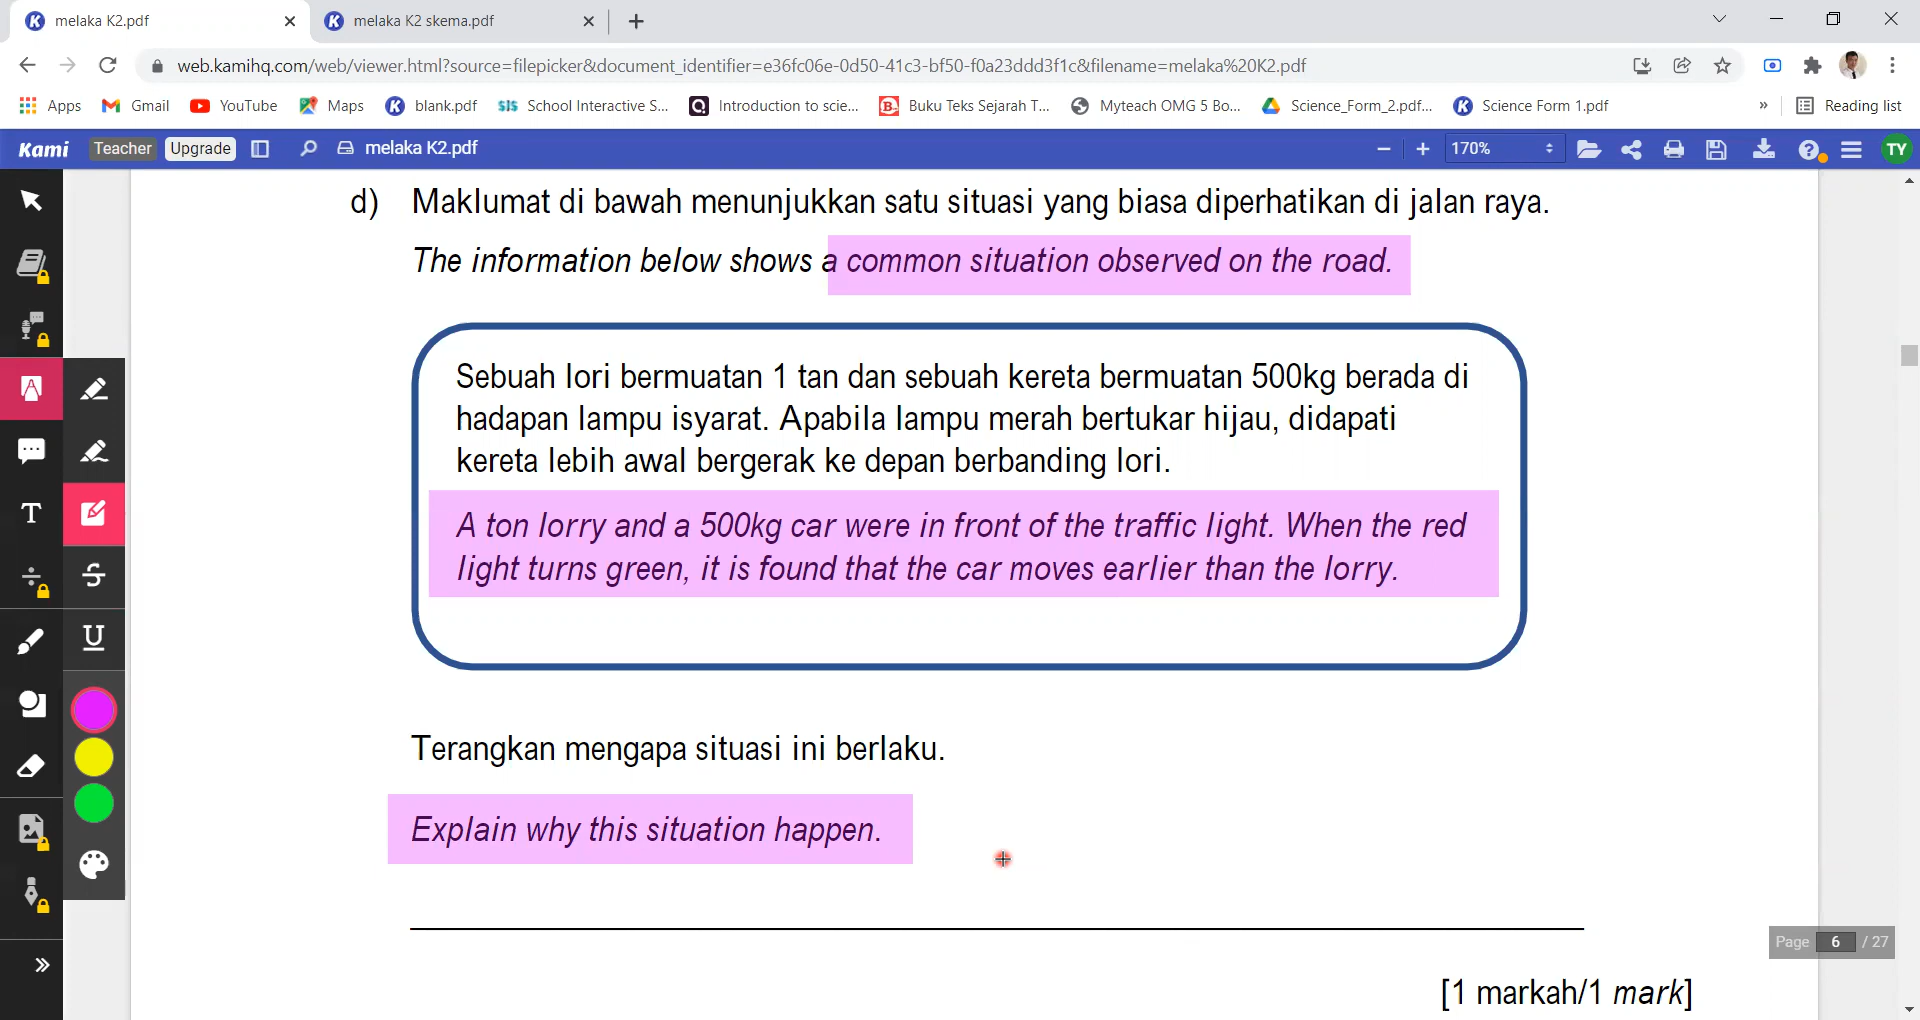 melaka K2.pdf
melaka K2 skema.pdf
web.kamihq.com/web/viewer.html?source=filepicker&document_identifier=e36fc06e-0d50-41c3-bf50-f0a23ddd3f1c&filename=melaka%20K2.pdf
Apps Gmail YouTube Maps blank.pdf SIS School Interactive S... Introduction to scie... Buku Teks Sejarah T... Myteach OMG 5 Bo... Science_Form_2.pdf... Science Form 1.pdf » Reading list
Kami Teacher Upgrade melaka K2.pdf 170% TY
d) Maklumat di bawah menunjukkan satu situasi yang biasa diperhatikan di jalan raya.
The information below shows a common situation observed on the road.
Sebuah lori bermuatan 1 tan dan sebuah kereta bermuatan 500kg berada di
hadapan lampu isyarat. Apabila lampu merah bertukar hijau, didapati
kereta lebih awal bergerak ke depan berbanding lori.
A ton lorry and a 500kg car were in front of the traffic light. When the red
light turns green, it is found that the car moves earlier than the lorry.
Terangkan mengapa situasi ini berlaku.
Explain why this situation happen.
Page 6 / 27
[1 markah/1 mark]